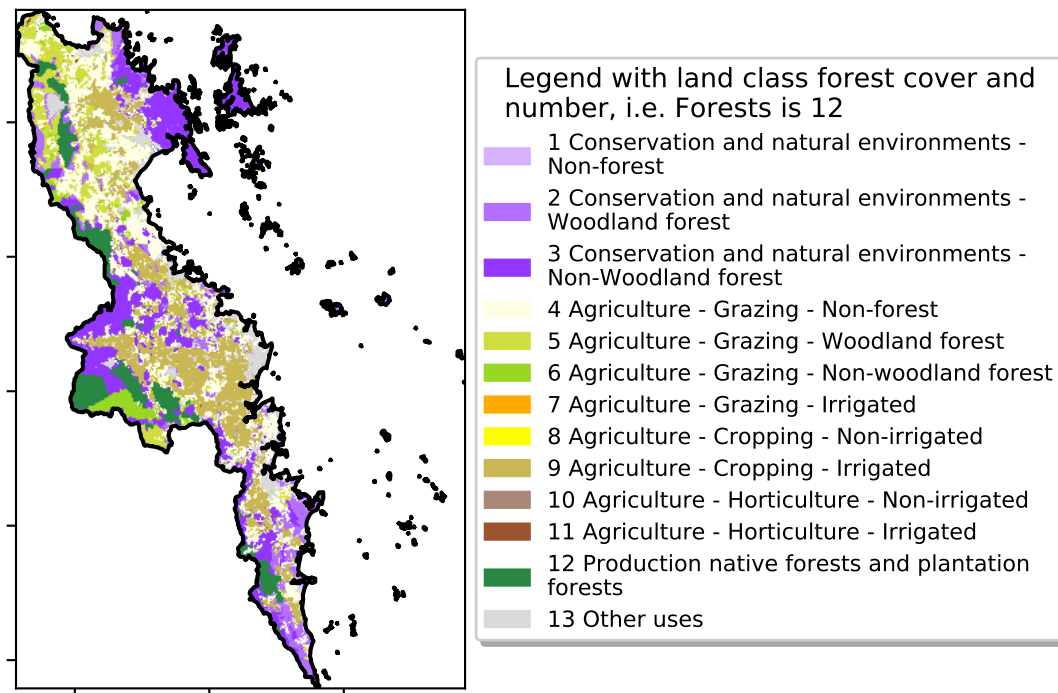 Legend with land class forest cover and
number, i.e. Forests is 12
1 Conservation and natural environments -
Non-forest
2 Conservation and natural environments -
Woodland forest
3 Conservation and natural environments -
Non-Woodland forest
4 Agriculture - Grazing - Non-forest
5 Agriculture - Grazing - Woodland forest
6 Agriculture - Grazing - Non-woodland forest
7 Agriculture - Grazing - Irrigated
8 Agriculture - Cropping - Non-irrigated
9 Agriculture - Cropping - Irrigated
10 Agriculture - Horticulture - Non-irrigated
11 Agriculture - Horticulture - Irrigated
12 Production native forests and plantation
forests
13 Other uses